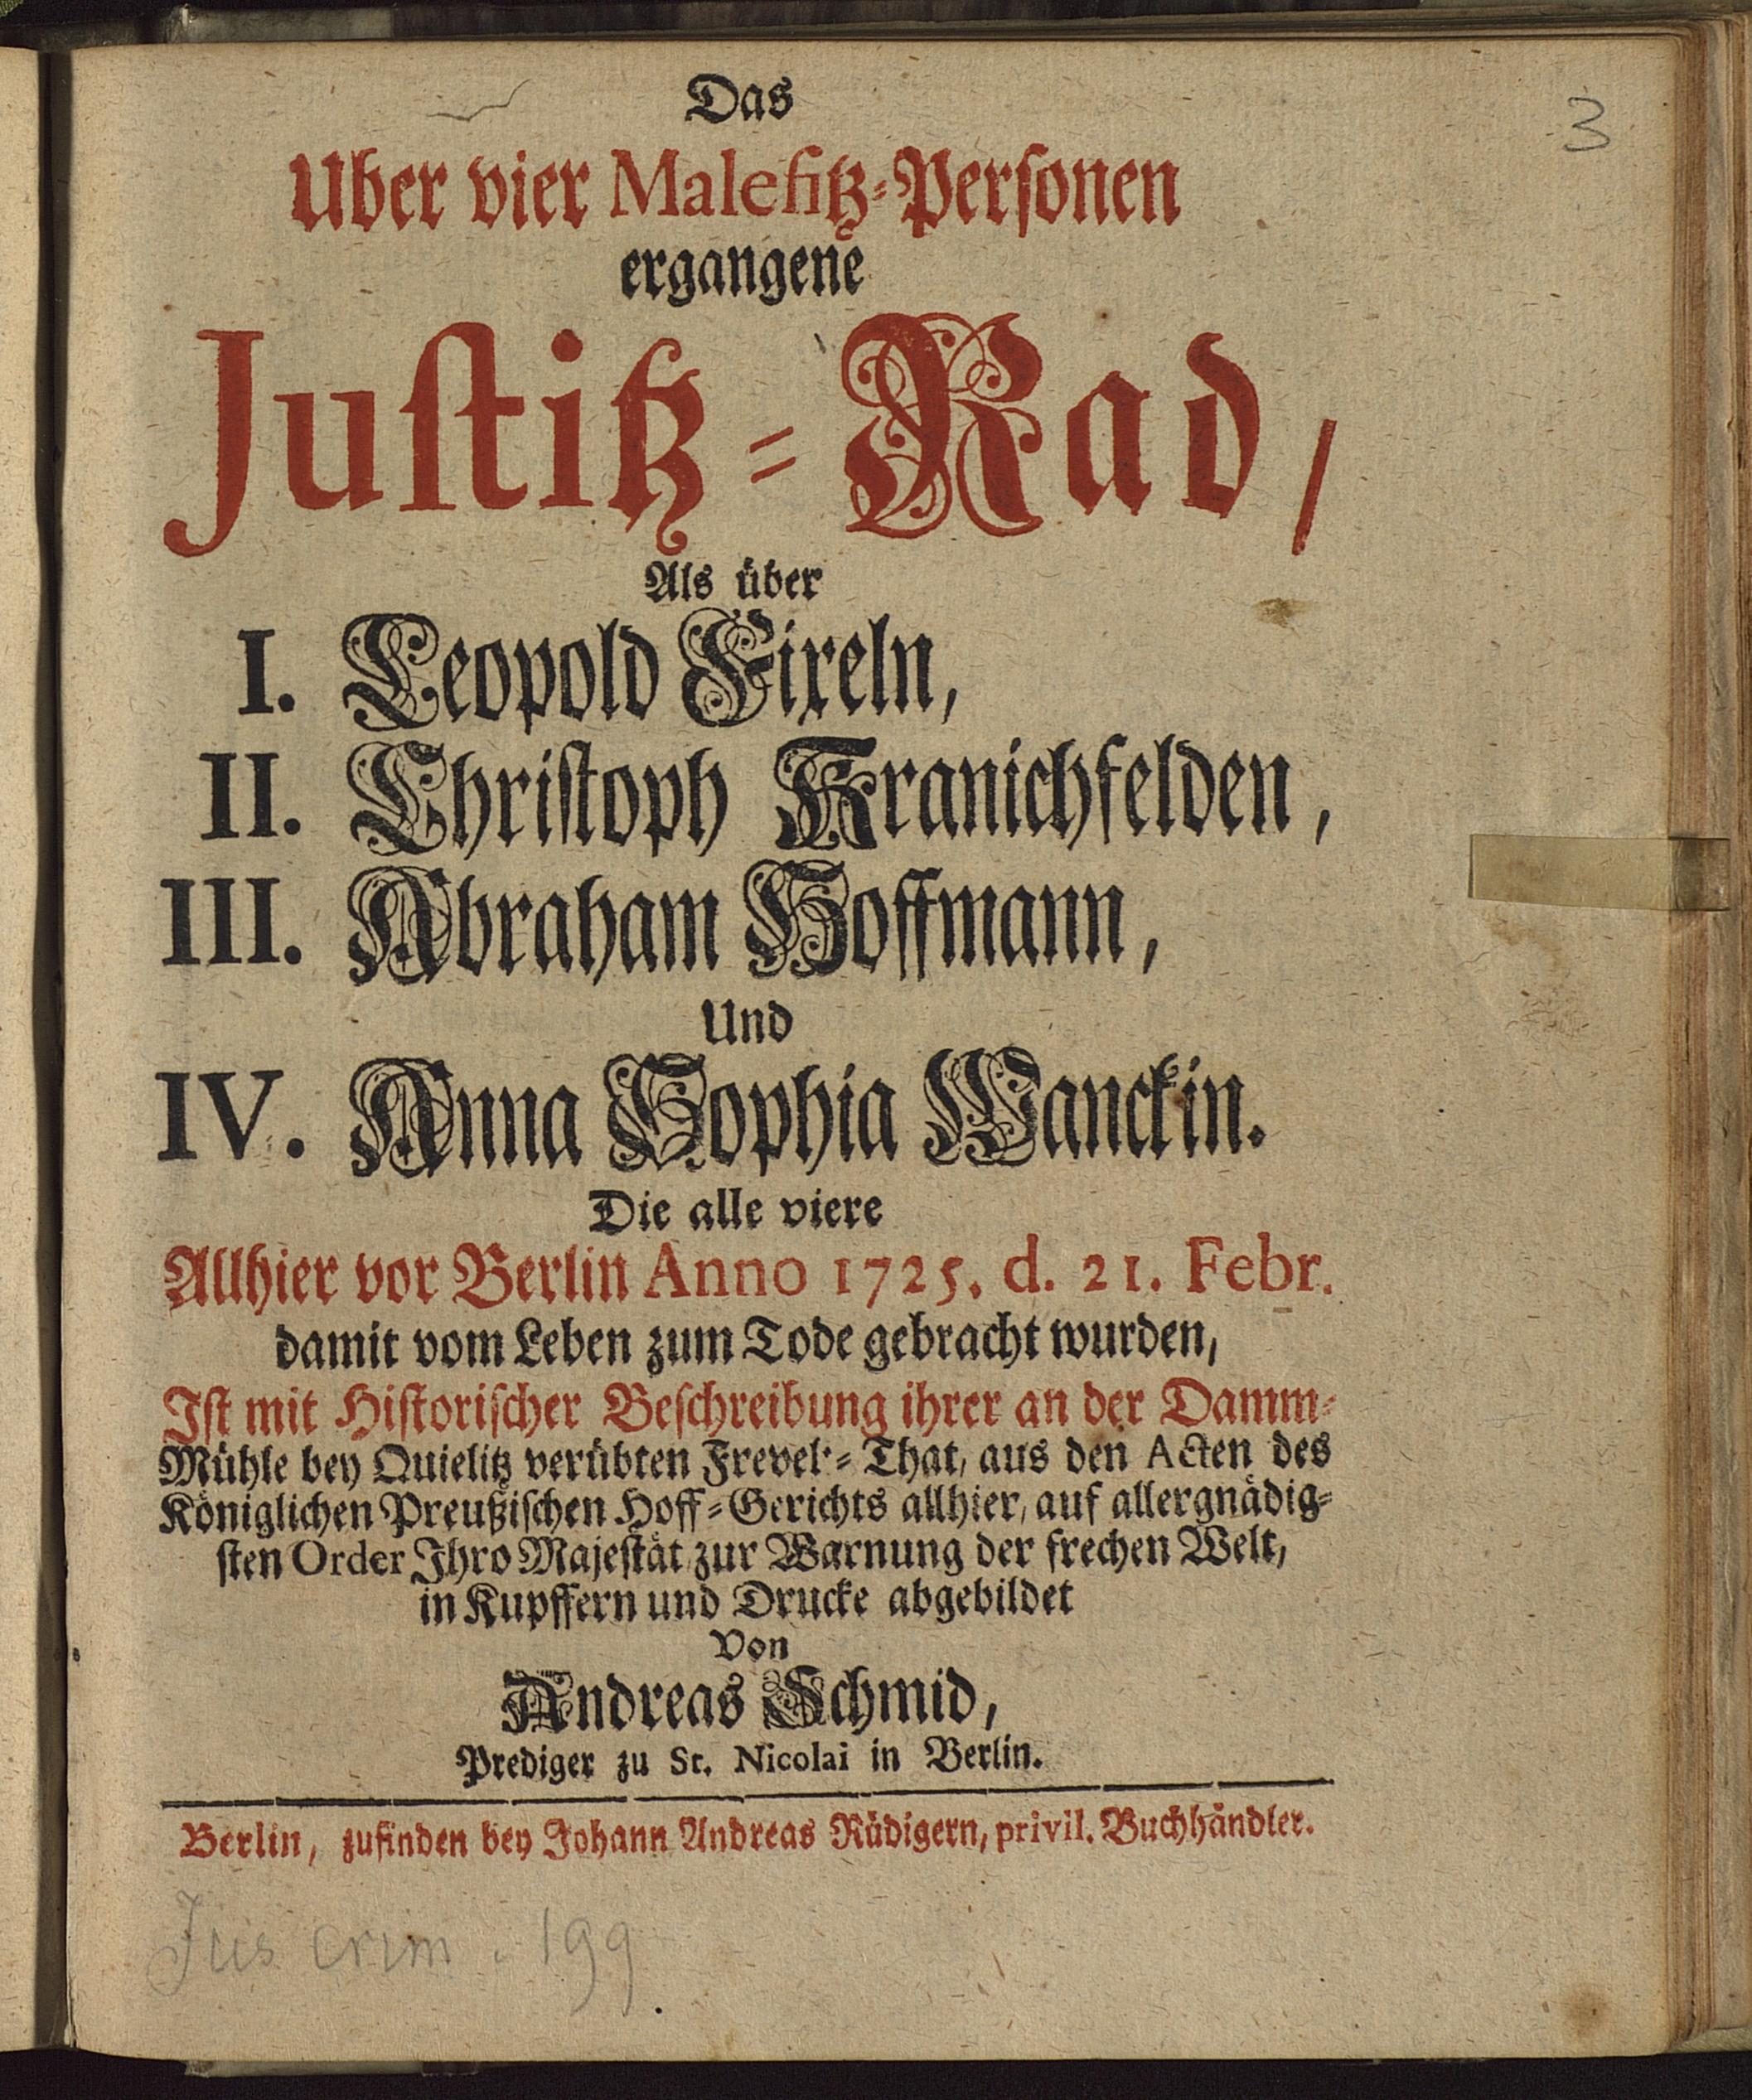 3
Das
Uber vier Malefitz-Personen
ergangene
Justitz-Rad /
Als über
I. Leopold Fixeln,
II. Christoph Kranichfelden,
III. Abraham Hoffmann,
Und
IV. Anna Sophia Wanckin.
Die alle viere
Allhier vor Berlin Anno 1725. d. 21. Febr.
damit vom Leben zum Tode gebracht wurden,
Ist mit Historischer Beschreibung ihrer an der Damm-
Mühle bey Quielitz verübten Frevel-That, aus den Acten des
Königlichen Preußischen Hoff-Gerichts allhier, auf allergnädig-
sten Order Ihro Majestät zur Warnung der frechen Welt,
in Kupffern und Drucke abgebildet
Von
Andreas Schmid,
Prediger zu St. Nicolai in Berlin.
Berlin, zufinden bey Johann Andreas Rüdigern, privil. Buchhändler.
Jus crim. 199